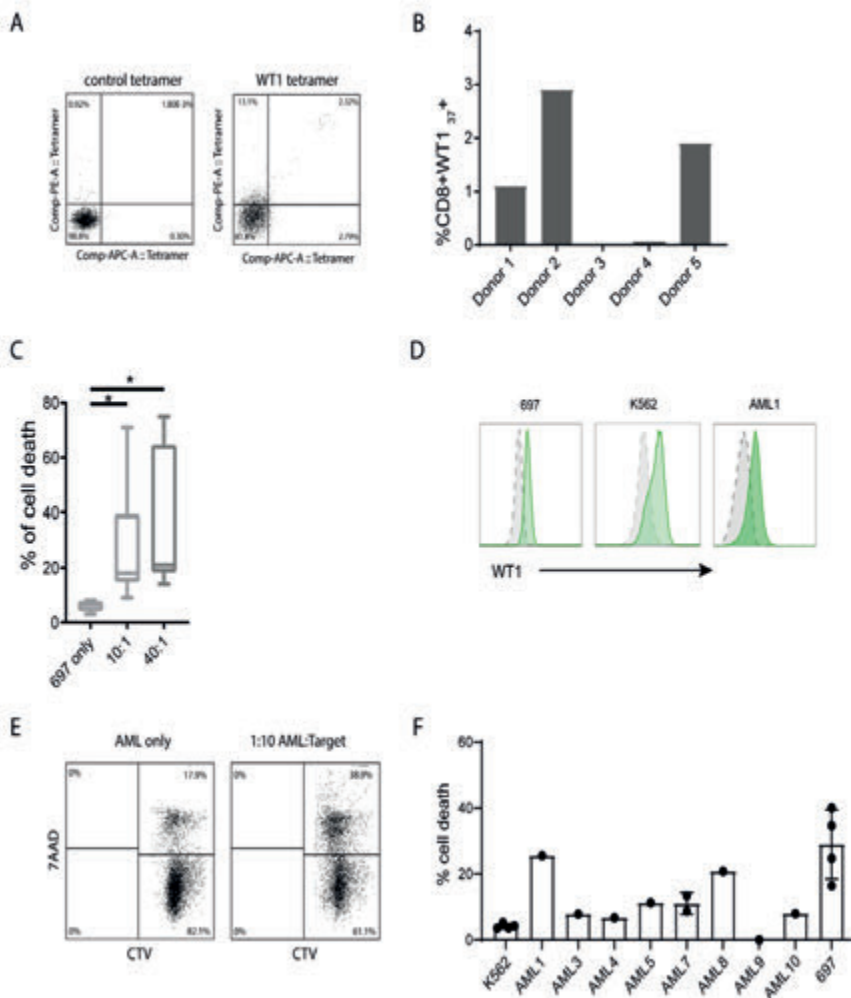 A
control tetramer
WT1 tetramer
Comp-PE-A :: Tetramer
0.30%
Comp-APC-A :: Tetramer
Comp-PE-A :: Tetramer
2.32%
2.79%
Comp-APC-A :: Tetramer
B
%CD8+WT1 37+
4
3
2
1
0
Donor 1
Donor 2
Donor 3
Donor 4
Donor 5
C
% of cell death
80
60
40
20
0
*
*
697 only
10:1
40:1
D
697
K562
AML1
WT1
E
AML only
1:10 AML:Target
7AAD
0%
17.9%
0%
82.1%
0%
38.9%
0%
61.1%
CTV
CTV
F
% cell death
60
40
20
0
K562
AML1
AML3
AML4
AML5
AML7
AML8
AML9
AML10
697